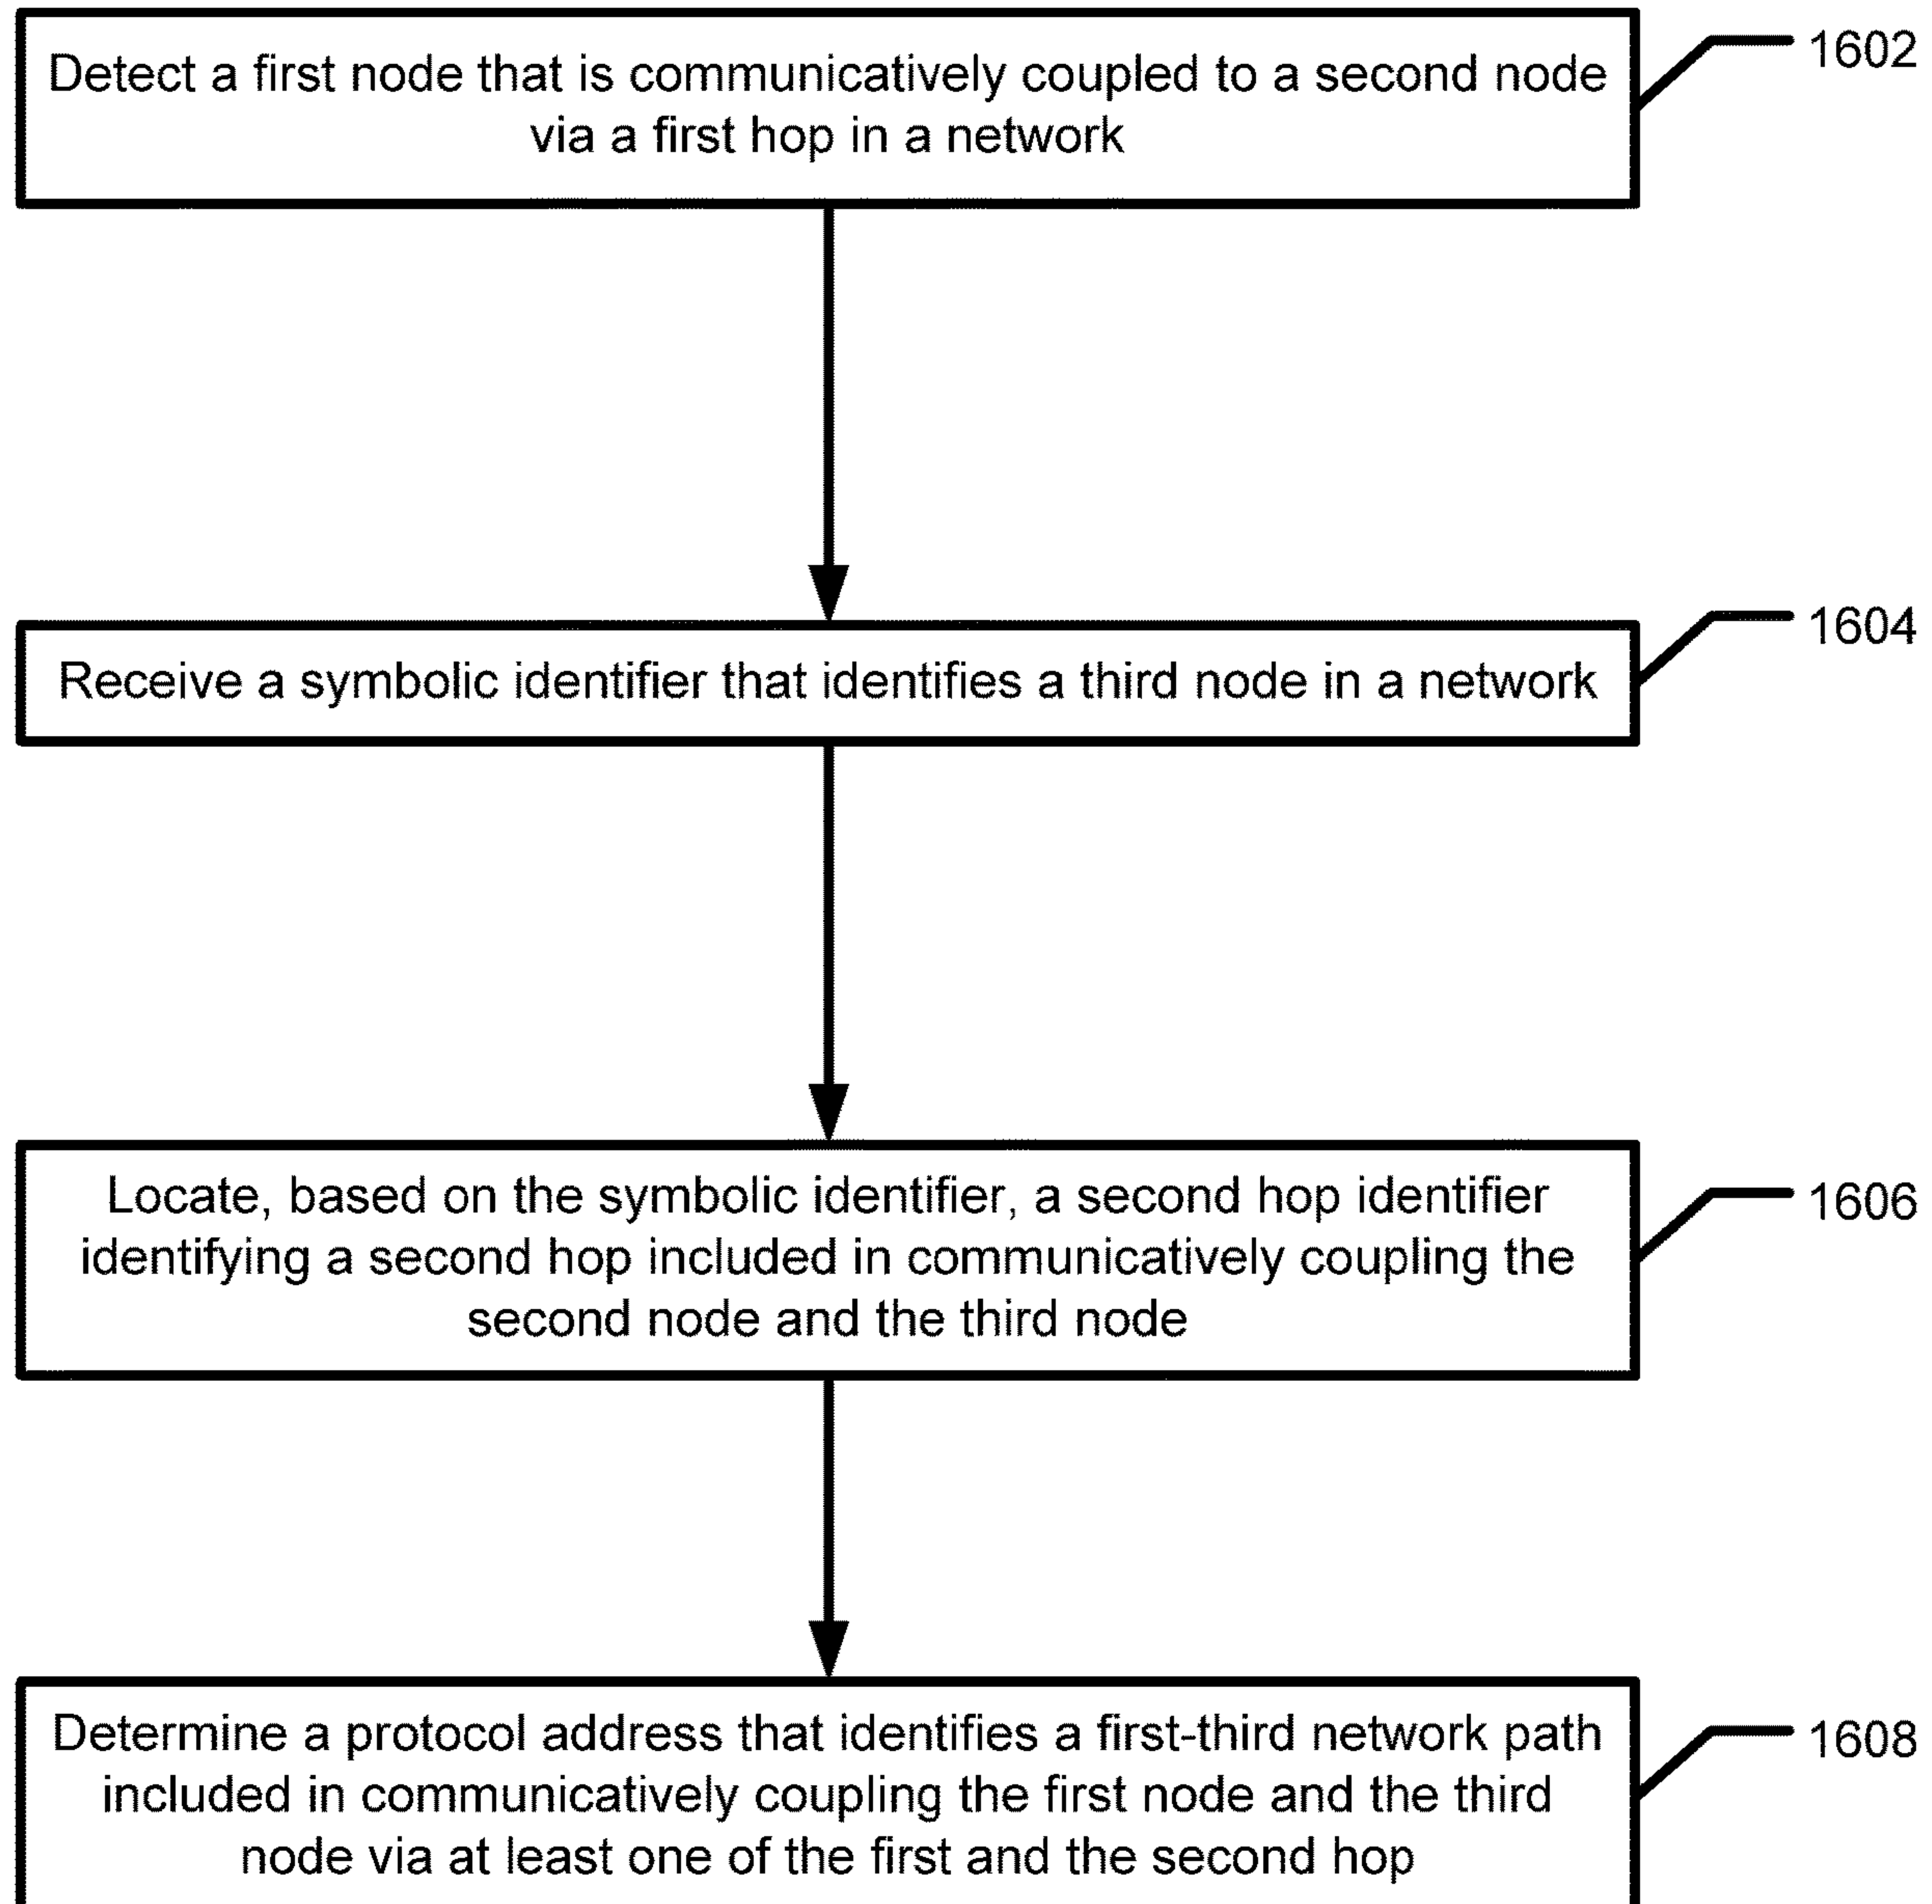 Detect a first node that is communicatively coupled to a second node
via a first hop in a network
1602
Receive a symbolic identifier that identifies a third node in a network
1604
Locate, based on the symbolic identifier, a second hop identifier
identifying a second hop included in communicatively coupling the
second node and the third node
1606
Determine a protocol address that identifies a first-third network path
included in communicatively coupling the first node and the third
node via at least one of the first and the second hop
1608